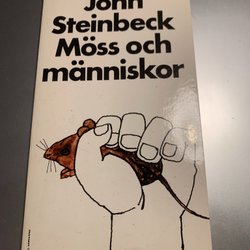 John
Steinbeck
Möss och
människor